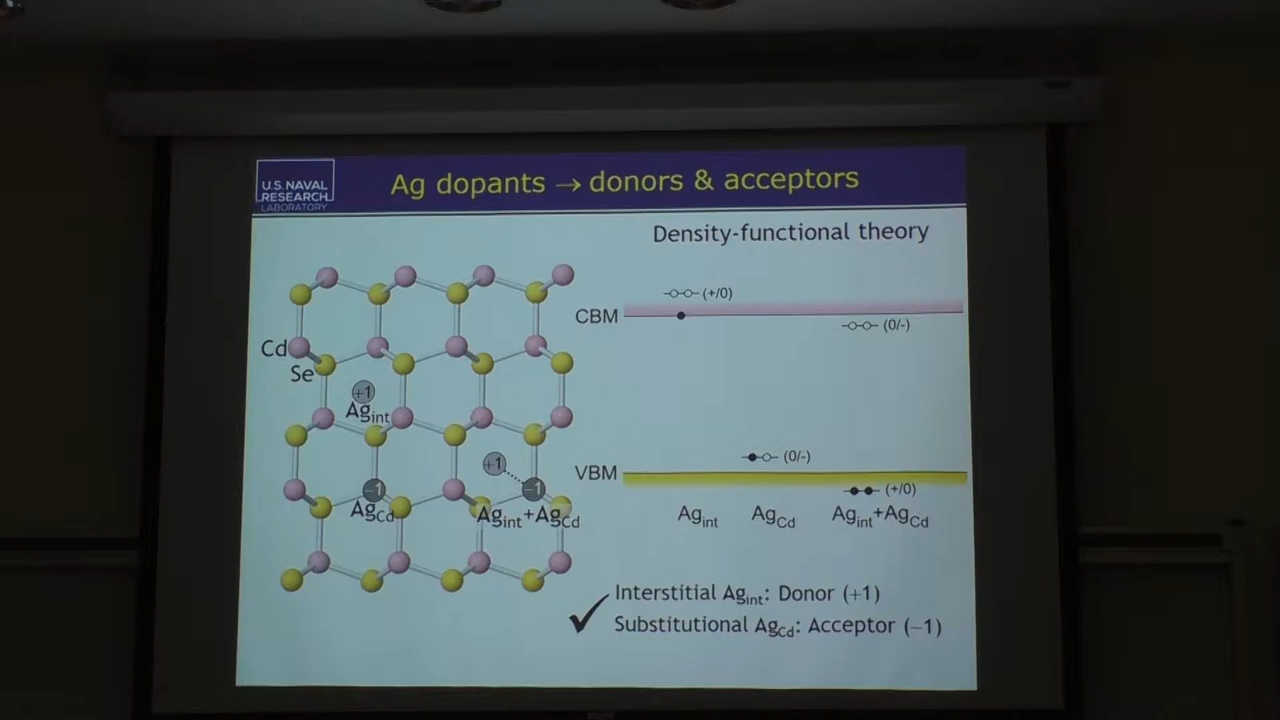 U.S. NAVAL
RESEARCH
LABORATORY
Ag dopants → donors & acceptors
Density-functional theory
Cd
Se
+1
Ag_int
−1
Ag_Cd
+1
−1
Ag_int+Ag_Cd
CBM
(+/0)
(0/-)
VBM
(0/-)
(+/0)
Ag_int
Ag_Cd
Ag_int+Ag_Cd
Interstitial Ag_int: Donor (+1)
Substitutional Ag_Cd: Acceptor (−1)